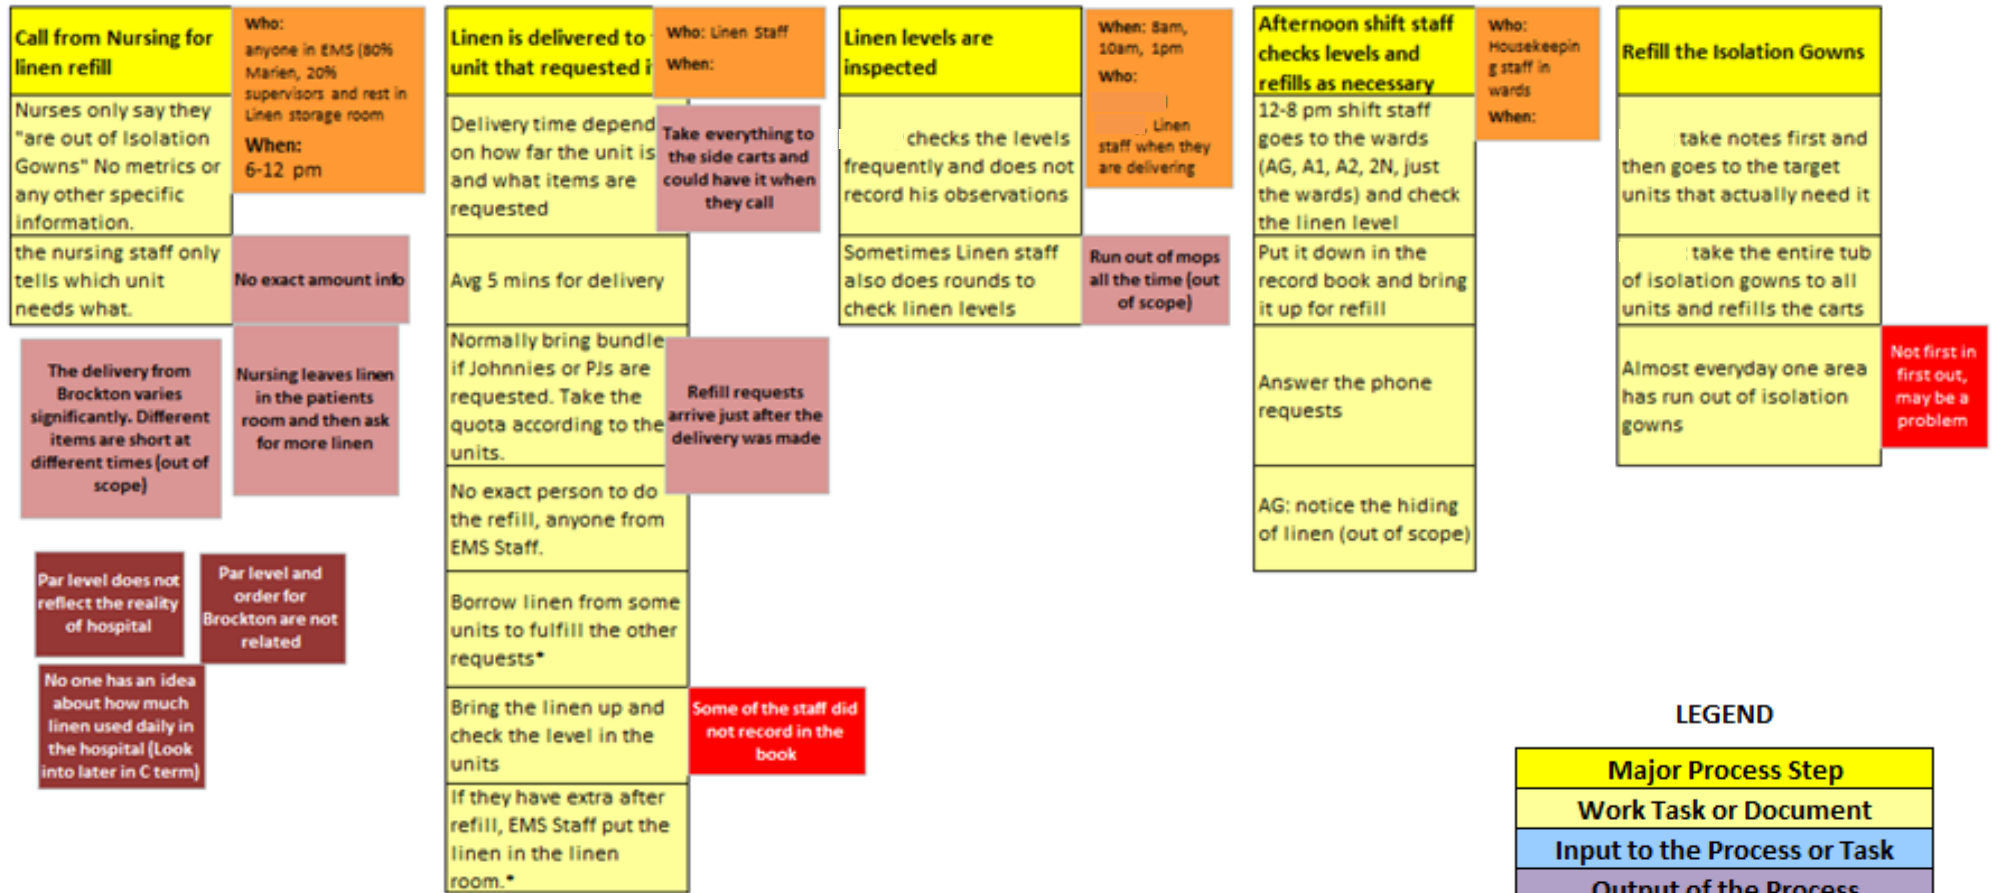 Call from Nursing for
linen refill
Who:
anyone in EMS (80%
Marien, 20%
supervisors and rest in
Linen storage room
When:
6-12 pm
Nurses only say they
"are out of Isolation
Gowns" No metrics or
any other specific
information.
the nursing staff only
tells which unit
needs what.
No exact amount info
The delivery from
Brockton varies
significantly. Different
items are short at
different times (out of
scope)
Nursing leaves linen
in the patients
room and then ask
for more linen
Par level does not
reflect the reality
of hospital
Par level and
order for
Brockton are not
related
No one has an idea
about how much
linen used daily in
the hospital (Look
into later in C term)
Linen is delivered to
unit that requested
Who: Linen Staff
When:
Delivery time depend
on how far the unit is
and what items are
requested
Take everything to
the side carts and
could have it when
they call
Avg 5 mins for delivery
Normally bring bundle
if Johnnies or PJs are
requested. Take the
quota according to the
units.
Refill requests
arrive just after the
delivery was made
No exact person to do
the refill, anyone from
EMS Staff.
Borrow linen from some
units to fulfill the other
requests*
Bring the linen up and
check the level in the
units
Some of the staff did
not record in the
book
If they have extra after
refill, EMS Staff put the
linen in the linen
room.*
Linen levels are
inspected
When: 8am,
10am, 1pm
Who:
, Linen
staff when they
are delivering
checks the levels
frequently and does not
record his observations
Sometimes Linen staff
also does rounds to
check linen levels
Run out of mops
all the time (out
of scope)
Afternoon shift staff
checks levels and
refills as necessary
Who:
Housekeepin
g staff in
wards
When:
12-8 pm shift staff
goes to the wards
(AG, A1, A2, 2N, just
the wards) and check
the linen level
Put it down in the
record book and bring
it up for refill
Answer the phone
requests
AG: notice the hiding
of linen (out of scope)
Refill the Isolation Gowns
take notes first and
then goes to the target
units that actually need it
take the entire tub
of isolation gowns to all
units and refills the carts
Almost everyday one area
has run out of isolation
gowns
Not first in
first out,
may be a
problem
LEGEND
Major Process Step
Work Task or Document
Input to the Process or Task
Output of the Process